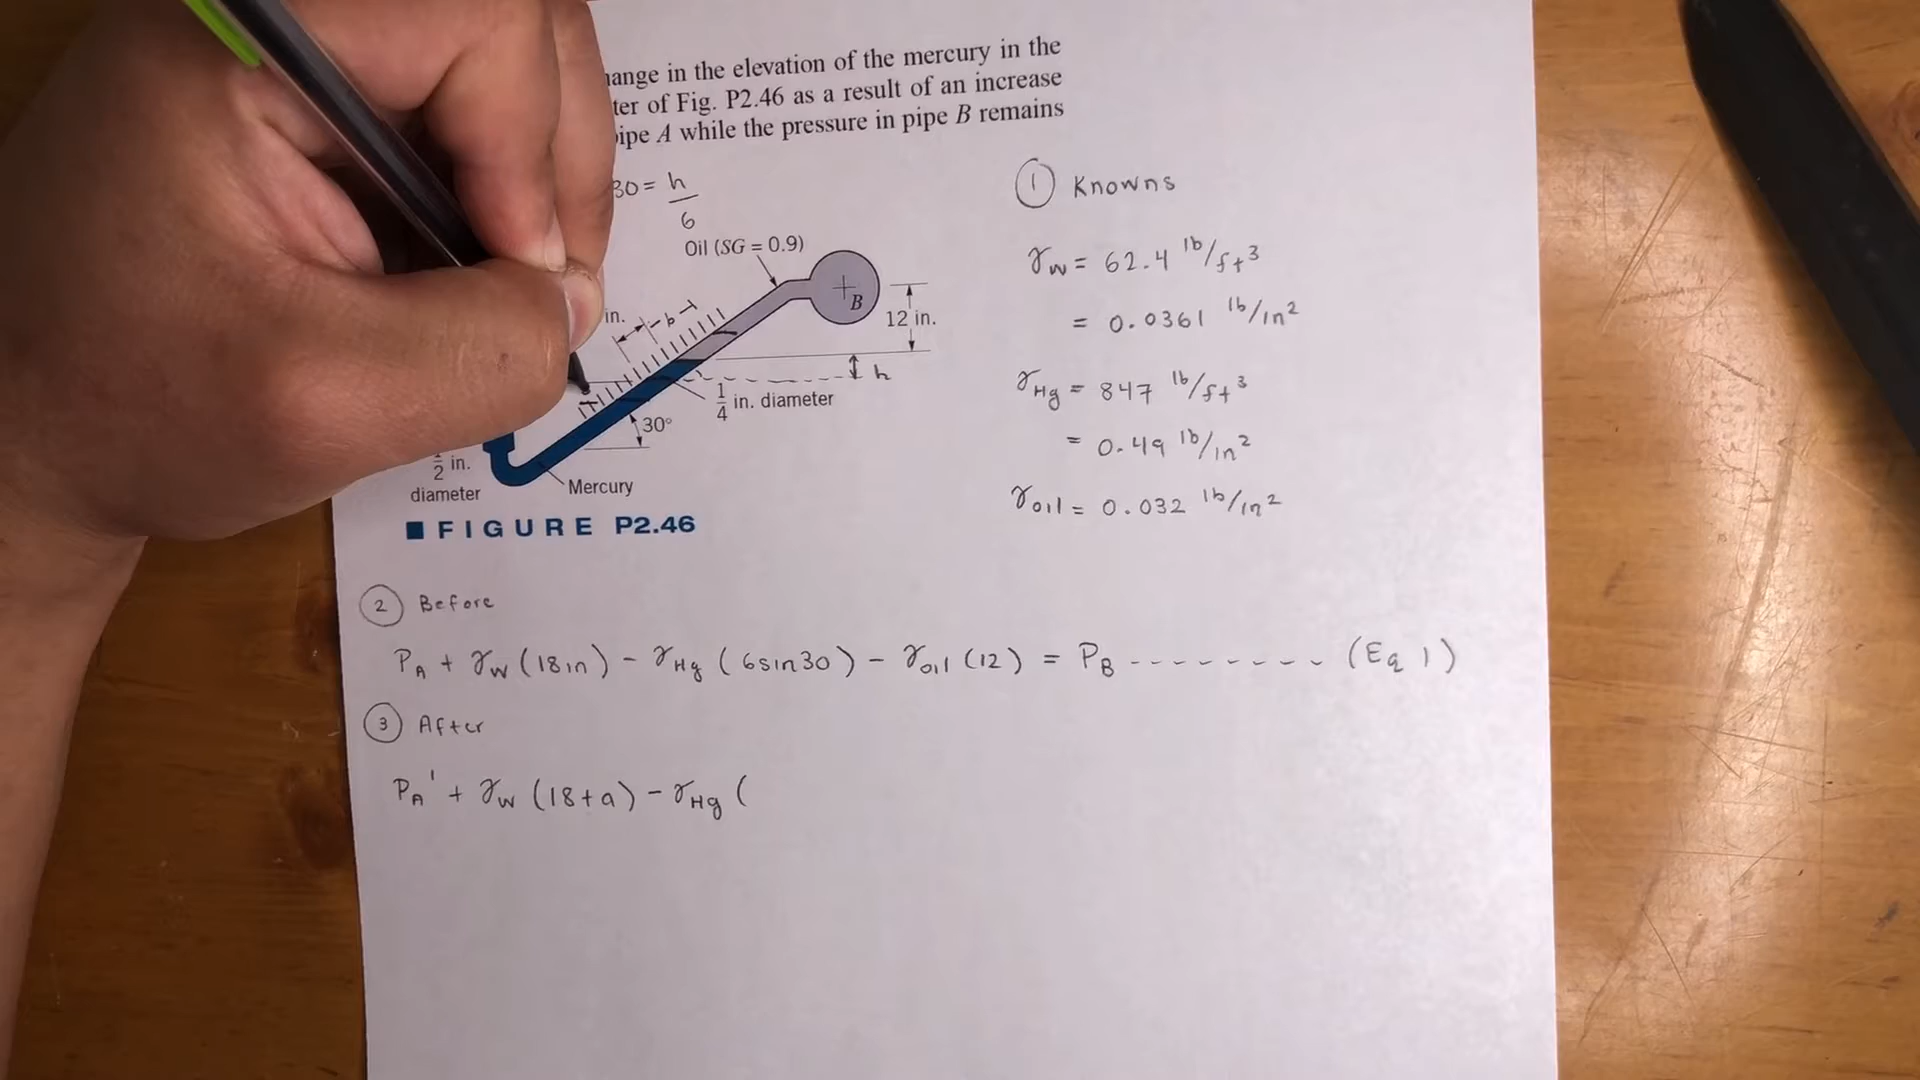 change in the elevation of the mercury in the
of Fig. P2.46 as a result of an increase
pipe A while the pressure in pipe B remains
30 = h/6
① Knowns
Oil (SG = 0.9)
γw = 62.4 lb/ft³
B
in.
b
12 in.
= 0.0361 lb/in²
h
γHg = 847 lb/ft³
1/4 in. diameter
30°
= 0.49 lb/in²
1/2 in.
diameter
Mercury
γoil = 0.032 lb/in²
■ FIGURE P2.46
② Before
PA + γw (18in) - γHg (6sin30) - γoil (12) = PB --------- (Eq 1)
③ After
PA' + γw (18+a) - γHg (